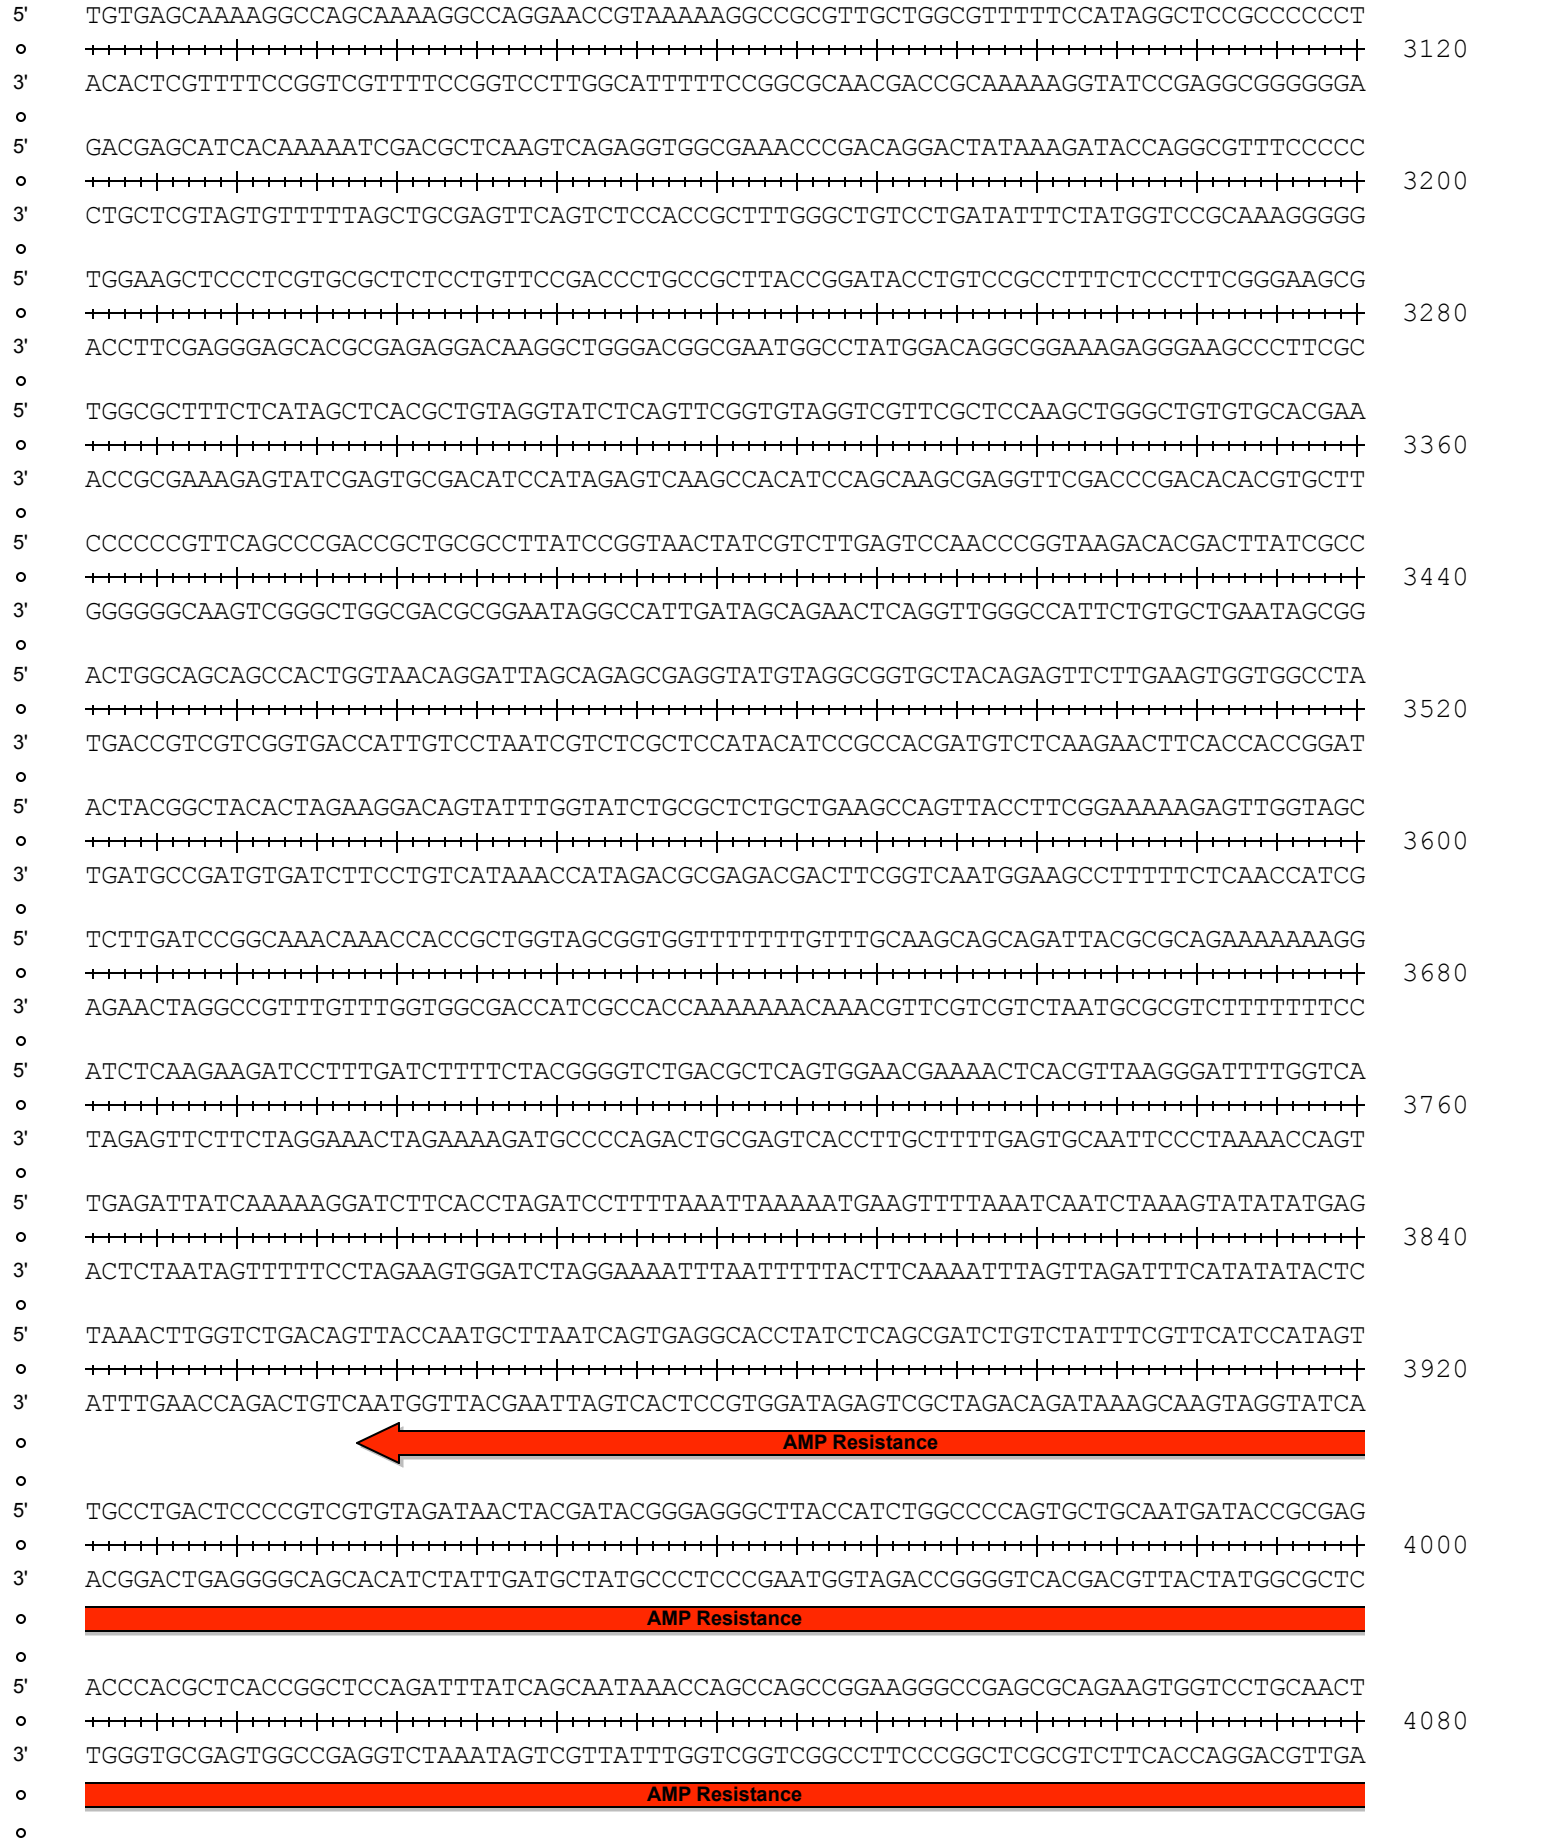 5' TGTGAGCAAAAGGCCAGCAAAAGGCCAGGAACCGTAAAAAGGCCGCGTTGCTGGCGTTTTTCCATAGGCTCCGCCCCCCT
3120
3' ACACTCGTTTTCCGGTCGTTTTCCGGTCCTTGGCATTTTTCCGGCGCAACGACCGCAAAAAGGTATCCGAGGCGGGGGGA
5' GACGAGCATCACAAAAATCGACGCTCAAGTCAGAGGTGGCGAAACCCGACAGGACTATAAAGATACCAGGCGTTTCCCCC
3200
3' CTGCTCGTAGTGTTTTTAGCTGCGAGTTCAGTCTCCACCGCTTTGGGCTGTCCTGATATTTCTATGGTCCGCAAAGGGGG
5' TGGAAGCTCCCTCGTGCGCTCTCCTGTTCCGACCCTGCCGCTTACCGGATACCTGTCCGCCTTTCTCCCTTCGGGAAGCG
3280
3' ACCTTCGAGGGAGCACGCGAGAGGACAAGGCTGGGACGGCGAATGGCCTATGGACAGGCGGAAAGAGGGAAGCCCTTCGC
5' TGGCGCTTTCTCATAGCTCACGCTGTAGGTATCTCAGTTCGGTGTAGGTCGTTCGCTCCAAGCTGGGCTGTGTGCACGAA
3360
3' ACCGCGAAAGAGTATCGAGTGCGACATCCATAGAGTCAAGCCACATCCAGCAAGCGAGGTTCGACCCGACACACGTGCTT
5' CCCCCCGTTCAGCCCGACCGCTGCGCCTTATCCGGTAACTATCGTCTTGAGTCCAACCCGGTAAGACACGACTTATCGCC
3440
3' GGGGGGCAAGTCGGGCTGGCGACGCGGAATAGGCCATTGATAGCAGAACTCAGGTTGGGCCATTCTGTGCTGAATAGCGG
5' ACTGGCAGCAGCCACTGGTAACAGGATTAGCAGAGCGAGGTATGTAGGCGGTGCTACAGAGTTCTTGAAGTGGTGGCCTA
3520
3' TGACCGTCGTCGGTGACCATTGTCCTAATCGTCTCGCTCCATACATCCGCCACGATGTCTCAAGAACTTCACCACCGGAT
5' ACTACGGCTACACTAGAAGGACAGTATTTGGTATCTGCGCTCTGCTGAAGCCAGTTACCTTCGGAAAAAGAGTTGGTAGC
3600
3' TGATGCCGATGTGATCTTCCTGTCATAAACCATAGACGCGAGACGACTTCGGTCAATGGAAGCCTTTTTCTCAACCATCG
5' TCTTGATCCGGCAAACAAACCACCGCTGGTAGCGGTGGTTTTTTTGTTTGCAAGCAGCAGATTACGCGCAGAAAAAAAGG
3680
3' AGAACTAGGCCGTTTGTTTGGTGGCGACCATCGCCACCAAAAAAACAAACGTTCGTCGTCTAATGCGCGTCTTTTTTTCC
5' ATCTCAAGAAGATCCTTTGATCTTTTCTACGGGGTCTGACGCTCAGTGGAACGAAAACTCACGTTAAGGGATTTTGGTCA
3760
3' TAGAGTTCTTCTAGGAAACTAGAAAAGATGCCCCAGACTGCGAGTCACCTTGCTTTTGAGTGCAATTCCCTAAAACCAGT
5' TGAGATTATCAAAAAGGATCTTCACCTAGATCCTTTTAAATTAAAAATGAAGTTTTAAATCAATCTAAAGTATATATGAG
3840
3' ACTCTAATAGTTTTTCCTAGAAGTGGATCTAGGAAAATTTAATTTTTACTTCAAAATTTAGTTAGATTTCATATATACTC
5' TAAACTTGGTCTGACAGTTACCAATGCTTAATCAGTGAGGCACCTATCTCAGCGATCTGTCTATTTCGTTCATCCATAGT
3920
3' ATTTGAACCAGACTGTCAATGGTTACGAATTAGTCACTCCGTGGATAGAGTCGCTAGACAGATAAAGCAAGTAGGTATCA
AMP Resistance
5' TGCCTGACTCCCCGTCGTGTAGATAACTACGATACGGGAGGGCTTACCATCTGGCCCCAGTGCTGCAATGATACCGCGAG
4000
3' ACGGACTGAGGGGCAGCACATCTATTGATGCTATGCCCTCCCGAATGGTAGACCGGGGTCACGACGTTACTATGGCGCTC
AMP Resistance
5' ACCCACGCTCACCGGCTCCAGATTTATCAGCAATAAACCAGCCAGCCGGAAGGGCCGAGCGCAGAAGTGGTCCTGCAACT
4080
3' TGGGTGCGAGTGGCCGAGGTCTAAATAGTCGTTATTTGGTCGGTCGGCCTTCCCGGCTCGCGTCTTCACCAGGACGTTGA
AMP Resistance